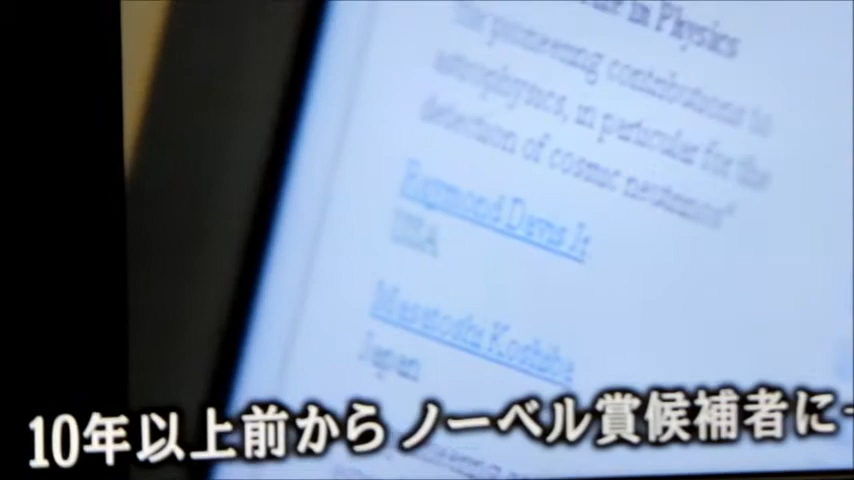 in Physics
pioneering contributions to
astrophysics, in particular for the
detection of cosmic neutrinos"
Raymond Davis Jr.
USA
Masatoshi Koshiba
Japan
10年以上前から ノーベル賞候補者に